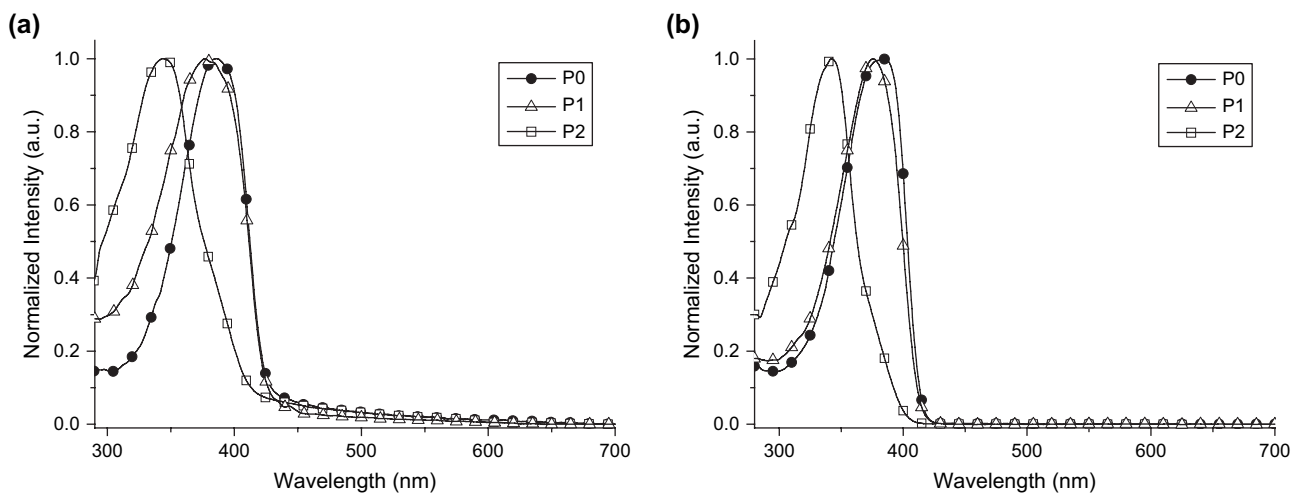 (a)
1.0
0.8
0.6
0.4
0.2
0.0
Normalized Intensity (a.u.)
300 400 500 600 700
Wavelength (nm)
P0
P1
P2
(b)
1.0
0.8
0.6
0.4
0.2
0.0
Normalized Intensity (a.u.)
300 400 500 600 700
Wavelength (nm)
P0
P1
P2